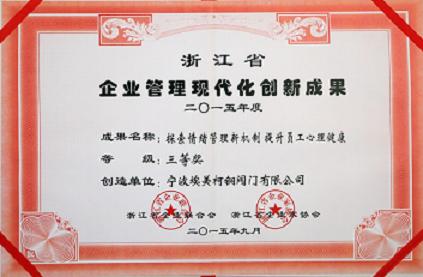 浙江省
企业管理现代化创新成果
二〇一五年度
成果名称：探索情绪管理新机制 提升员工心理健康
等级：三等奖
创造单位：宁波埃美柯铜阀门有限公司
浙江省企业联合会 浙江省企业家协会
二〇一五年九月